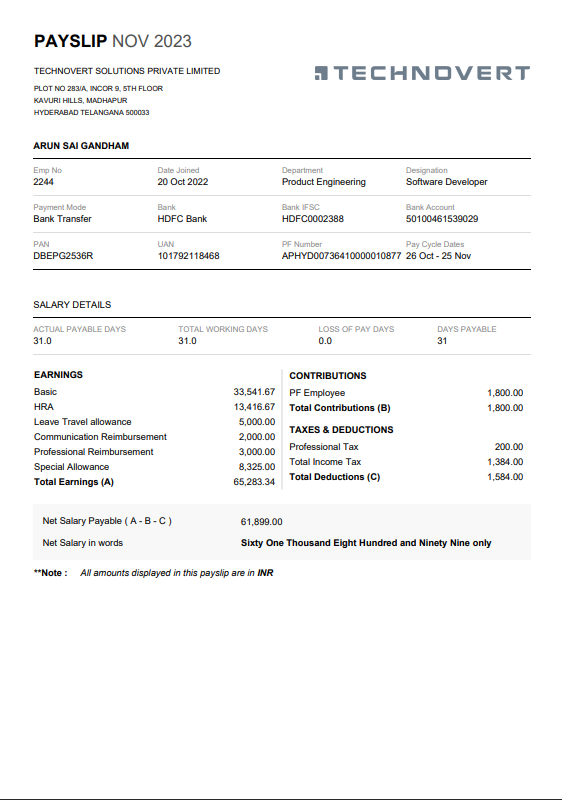 PAYSLIP NOV 2023
TECHNOVERT SOLUTIONS PRIVATE LIMITED
TECHNOVERT
PLOT NO 283/A, INCOR 9, 5TH FLOOR
KAVURI HILLS, MADHAPUR
HYDERABAD TELANGANA 500033
ARUN SAI GANDHAM
Emp No Date Joined Department Designation
2244 20 Oct 2022 Product Engineering Software Developer
Payment Mode Bank Bank IFSC Bank Account
Bank Transfer HDFC Bank HDFC0002388 50100461539029
PAN UAN PF Number Pay Cycle Dates
DBEPG2536R 101792118468 APHYD00736410000010877 26 Oct - 25 Nov
SALARY DETAILS
ACTUAL PAYABLE DAYS TOTAL WORKING DAYS LOSS OF PAY DAYS DAYS PAYABLE
31.0 31.0 0.0 31
EARNINGS
Basic 33,541.67
HRA 13,416.67
Leave Travel allowance 5,000.00
Communication Reimbursement 2,000.00
Professional Reimbursement 3,000.00
Special Allowance 8,325.00
Total Earnings (A) 65,283.34
CONTRIBUTIONS
PF Employee 1,800.00
Total Contributions (B) 1,800.00
TAXES & DEDUCTIONS
Professional Tax 200.00
Total Income Tax 1,384.00
Total Deductions (C) 1,584.00
Net Salary Payable ( A - B - C ) 61,899.00
Net Salary in words Sixty One Thousand Eight Hundred and Ninety Nine only
**Note : All amounts displayed in this payslip are in INR